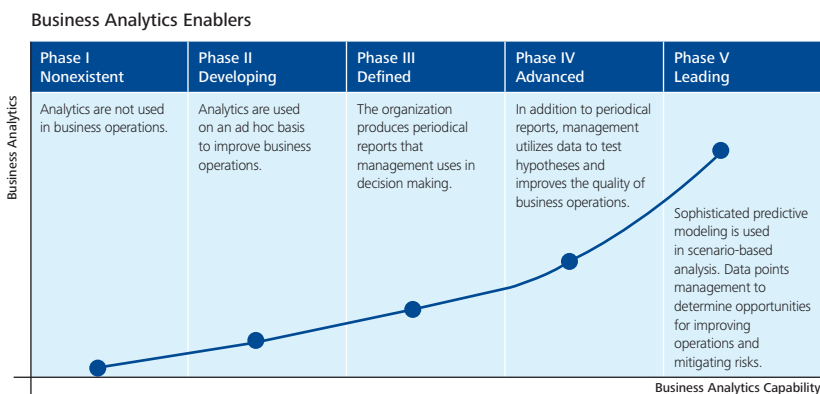 Business Analytics Enablers
Business Analytics
Phase I
Nonexistent
Analytics are not used
in business operations.
Phase II
Developing
Analytics are used
on an ad hoc basis
to improve business
operations.
Phase III
Defined
The organization
produces periodical
reports that
management uses in
decision making.
Phase IV
Advanced
In addition to periodical
reports, management
utilizes data to test
hypotheses and
improves the quality of
business operations.
Phase V
Leading
Sophisticated predictive
modeling is used
in scenario-based
analysis. Data points
management to
determine opportunities
for improving
operations and
mitigating risks.
Business Analytics Capability